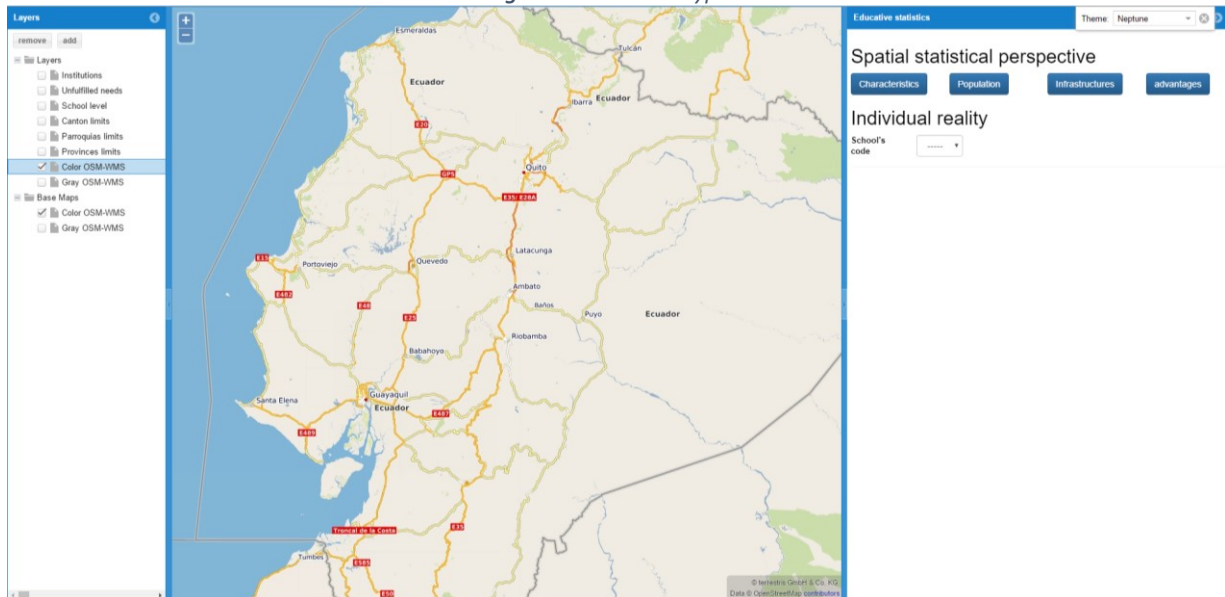 Layers
remove add
Layers
Institutions
Unfulfilled needs
School level
Canton limits
Parroquias limits
Provinces limits
Color OSM-WMS
Gray OSM-WMS
Base Maps
Color OSM-WMS
Gray OSM-WMS
+
−
Esmeraldas
Tulcán
Ecuador
Ibarra Ecuador
E20
Quito
GPS
E35; E28A
Latacunga
E15
Portoviejo
Quevedo
E482
Ambato
E48
Baños
E25
Puyo
Ecuador
Riobamba
Babahoyo
Guayaquil
Santa Elena
Ecuador
E487
E489
Troncal de la Costa
E35
Tumbes
E585
E50
© terrestris GmbH & Co. KG
Data © OpenStreetMap contributors
Educative statistics
Theme: Neptune
Spatial statistical perspective
Characteristics Population Infrastructures advantages
Individual reality
School's
code
-----